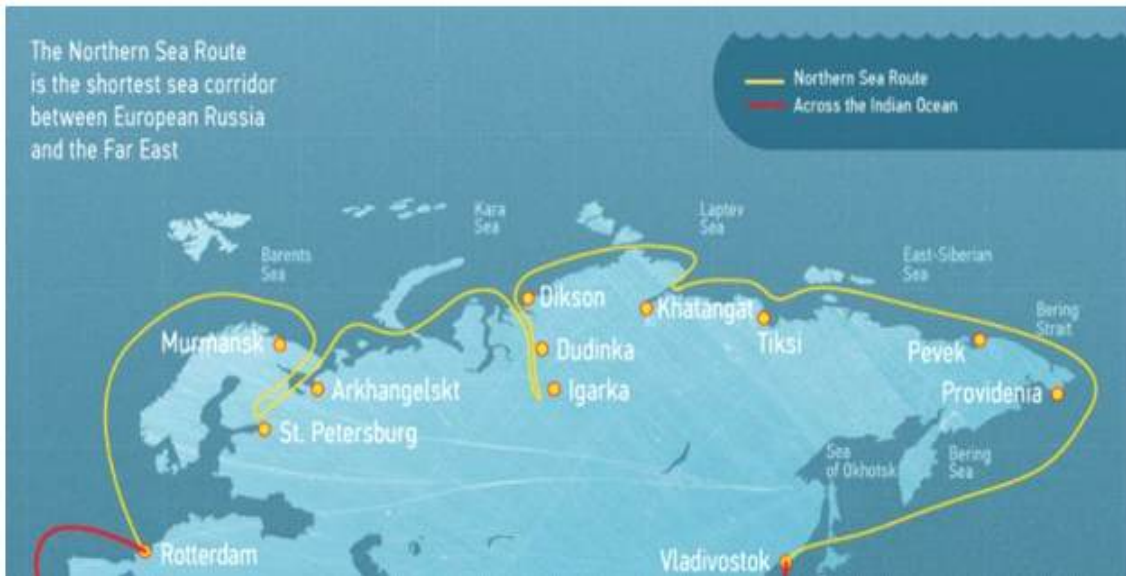 The Northern Sea Route
is the shortest sea corridor
between European Russia
and the Far East
Northern Sea Route
Across the Indian Ocean
Kara
Sea
Laptev
Sea
Barents
Sea
East-Siberian
Sea
Bering
Strait
Dikson
Khatangat
Tiksi
Murmansk
Dudinka
Pevek
Arkhangelskt
Igarka
Providenia
St. Petersburg
Sea
of Okhotsk
Bering
Sea
Rotterdam
Vladivostok